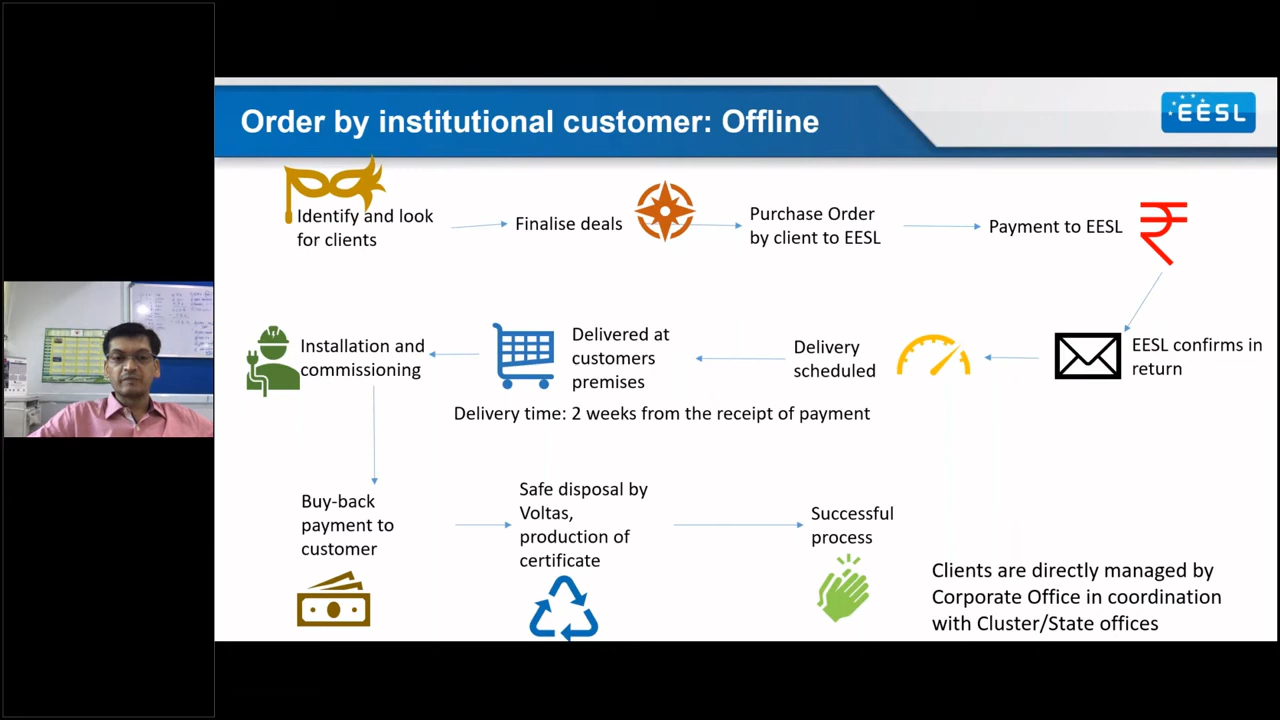 Order by institutional customer: Offline
EESL
Identify and look
for clients
Finalise deals
Purchase Order
by client to EESL
Payment to EESL
EESL confirms in
return
Delivery
scheduled
Delivered at
customers
premises
Installation and
commissioning
Delivery time: 2 weeks from the receipt of payment
Buy-back
payment to
customer
Safe disposal by
Voltas,
production of
certificate
Successful
process
Clients are directly managed by
Corporate Office in coordination
with Cluster/State offices